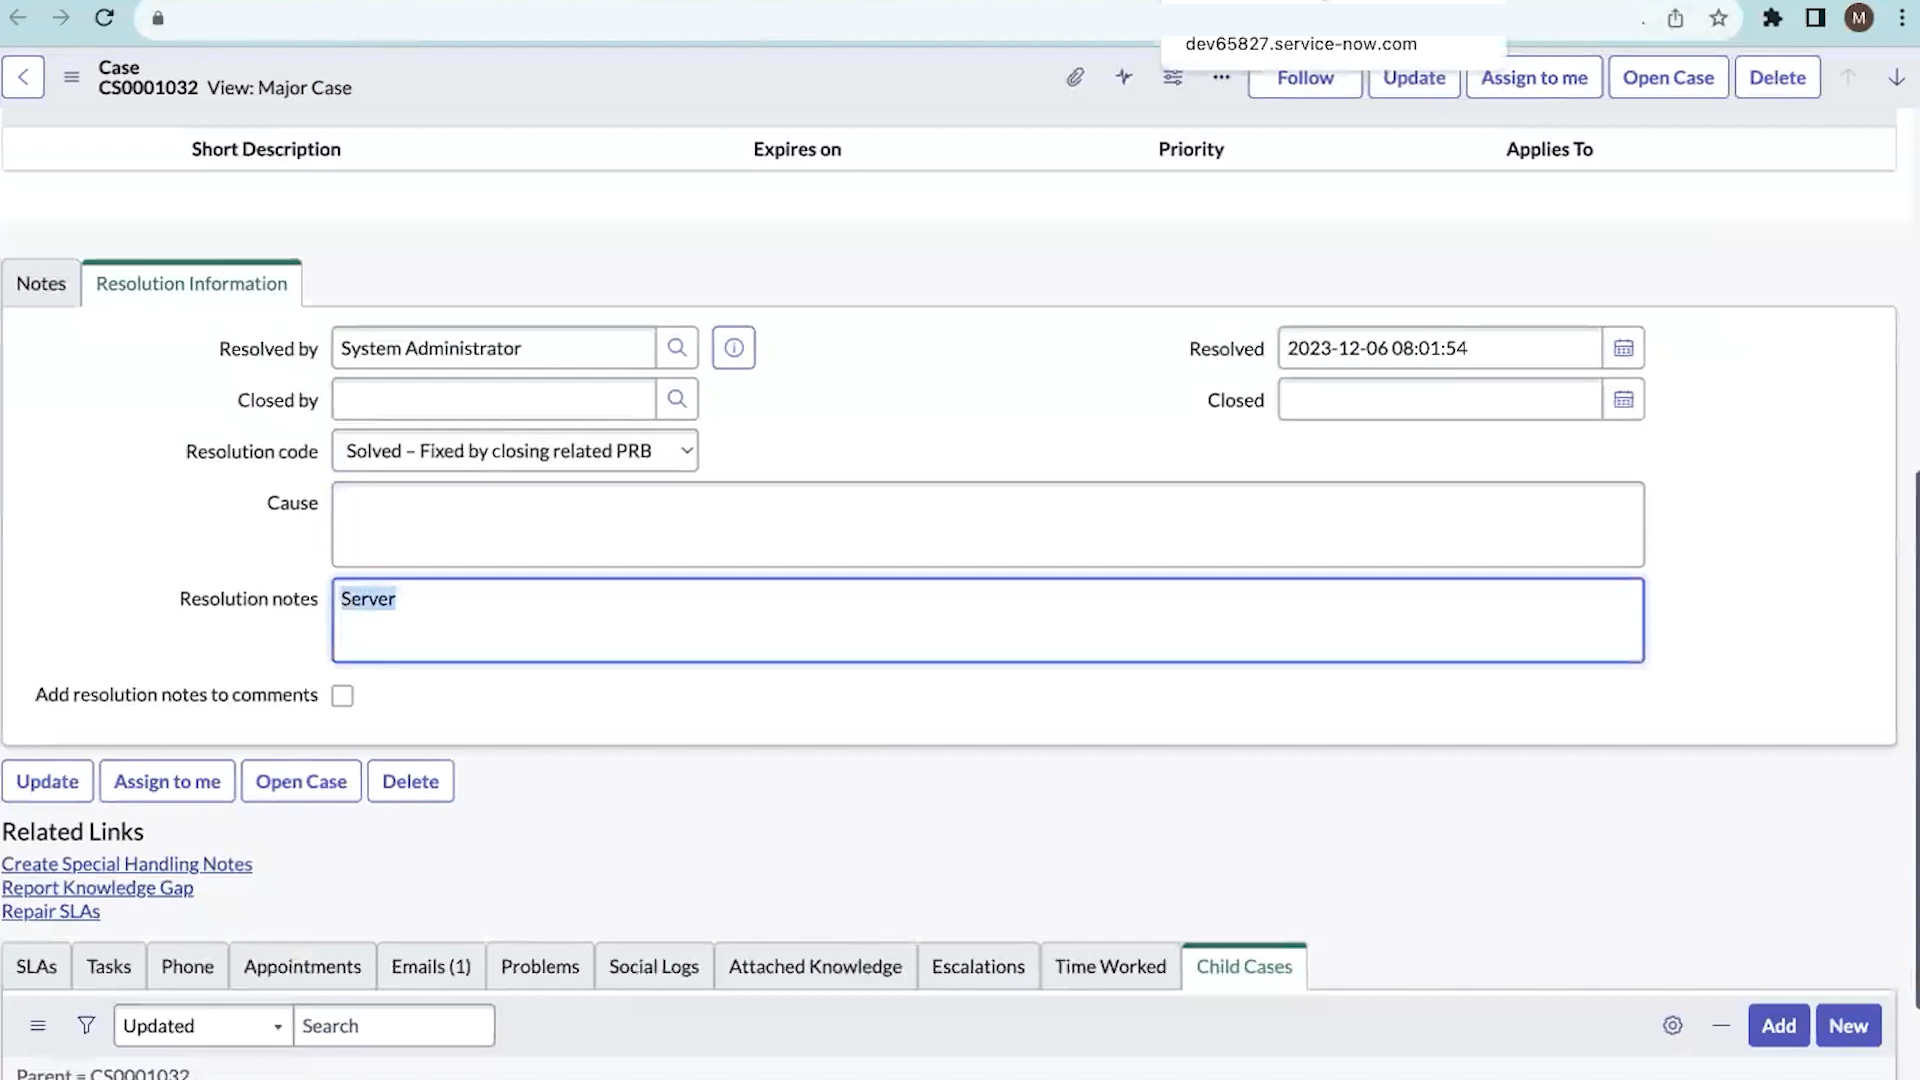 M
dev65827.service-now.com
Case
CS0001032 View: Major Case
Follow
Update
Assign to me
Open Case
Delete
Short Description
Expires on
Priority
Applies To
Notes
Resolution Information
Resolved by
System Administrator
Resolved
2023-12-06 08:01:54
Closed by
Closed
Resolution code
Solved – Fixed by closing related PRB
Cause
Resolution notes
Server
Add resolution notes to comments
Update
Assign to me
Open Case
Delete
Related Links
Create Special Handling Notes
Report Knowledge Gap
Repair SLAs
SLAs
Tasks
Phone
Appointments
Emails (1)
Problems
Social Logs
Attached Knowledge
Escalations
Time Worked
Child Cases
Updated
Search
Add
New
Parent = CS0001032